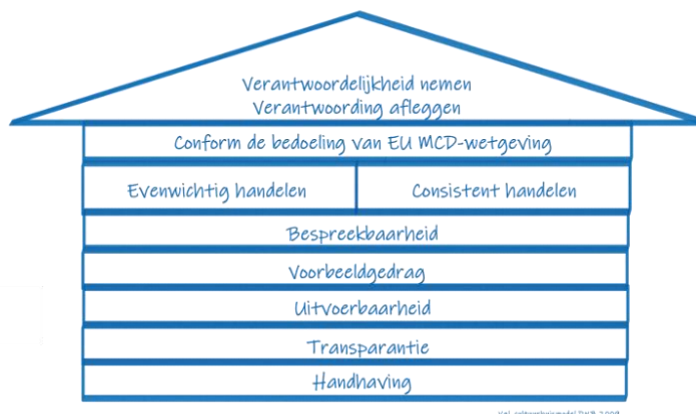 Verantwoordelijkheid nemen
Verantwoording afleggen
Conform de bedoeling van EU MCD-wetgeving
Evenwichtig handelen
Consistent handelen
Bespreekbaarheid
Voorbeeldgedrag
Uitvoerbaarheid
Transparantie
Handhaving